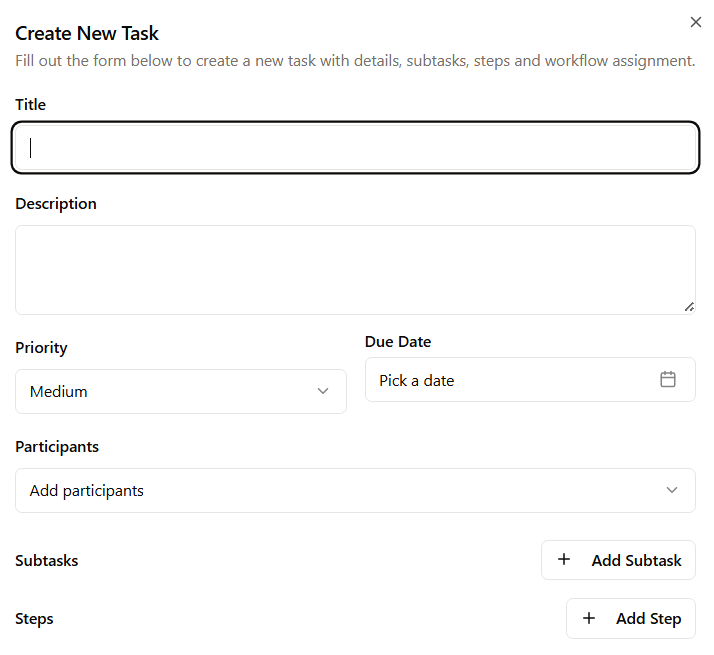 Create New Task
Fill out the form below to create a new task with details, subtasks, steps and workflow assignment.
Title
Description
Priority
Due Date
Medium
Pick a date
Participants
Add participants
Subtasks
Add Subtask
Steps
Add Step